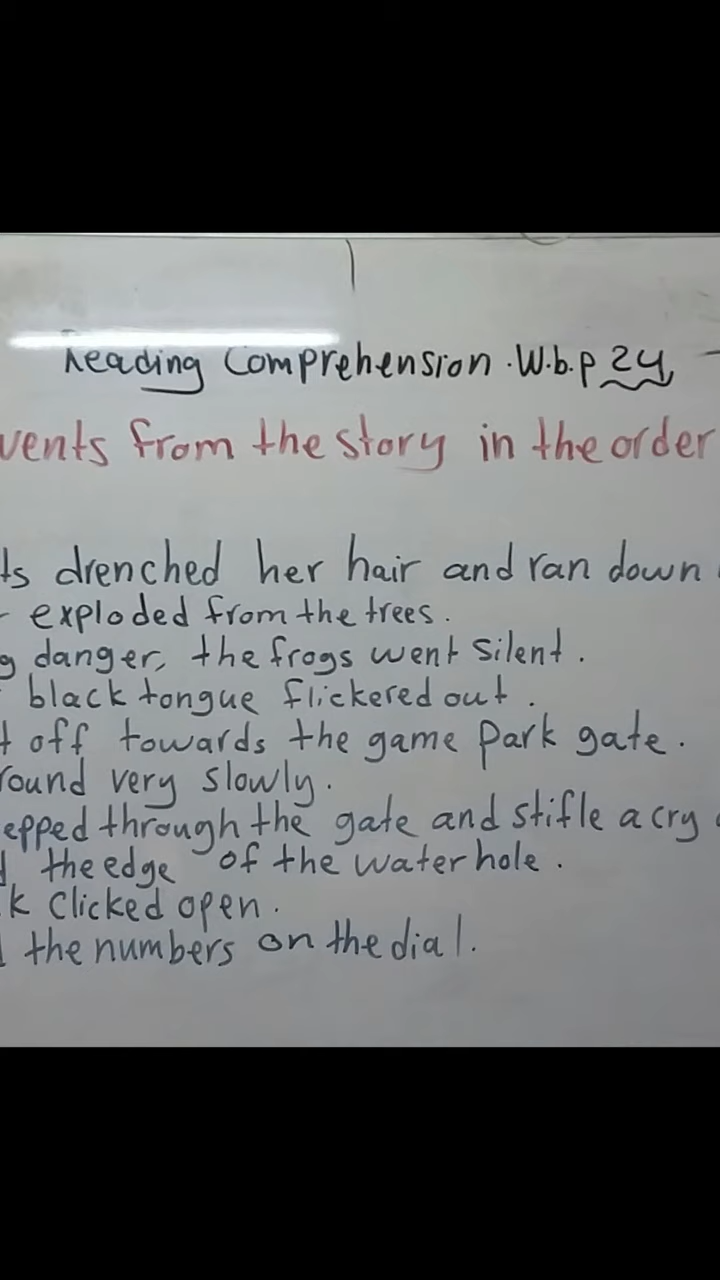 Reading Comprehension .W.b.p 24
vents from the story in the order
ts drenched her hair and ran down
exploded from the trees.
g danger, the frogs went silent.
black tongue flickered out.
t off towards the game park gate.
round very slowly.
epped through the gate and stifle a cry
the edge of the water hole.
k clicked open.
the numbers on the dial.